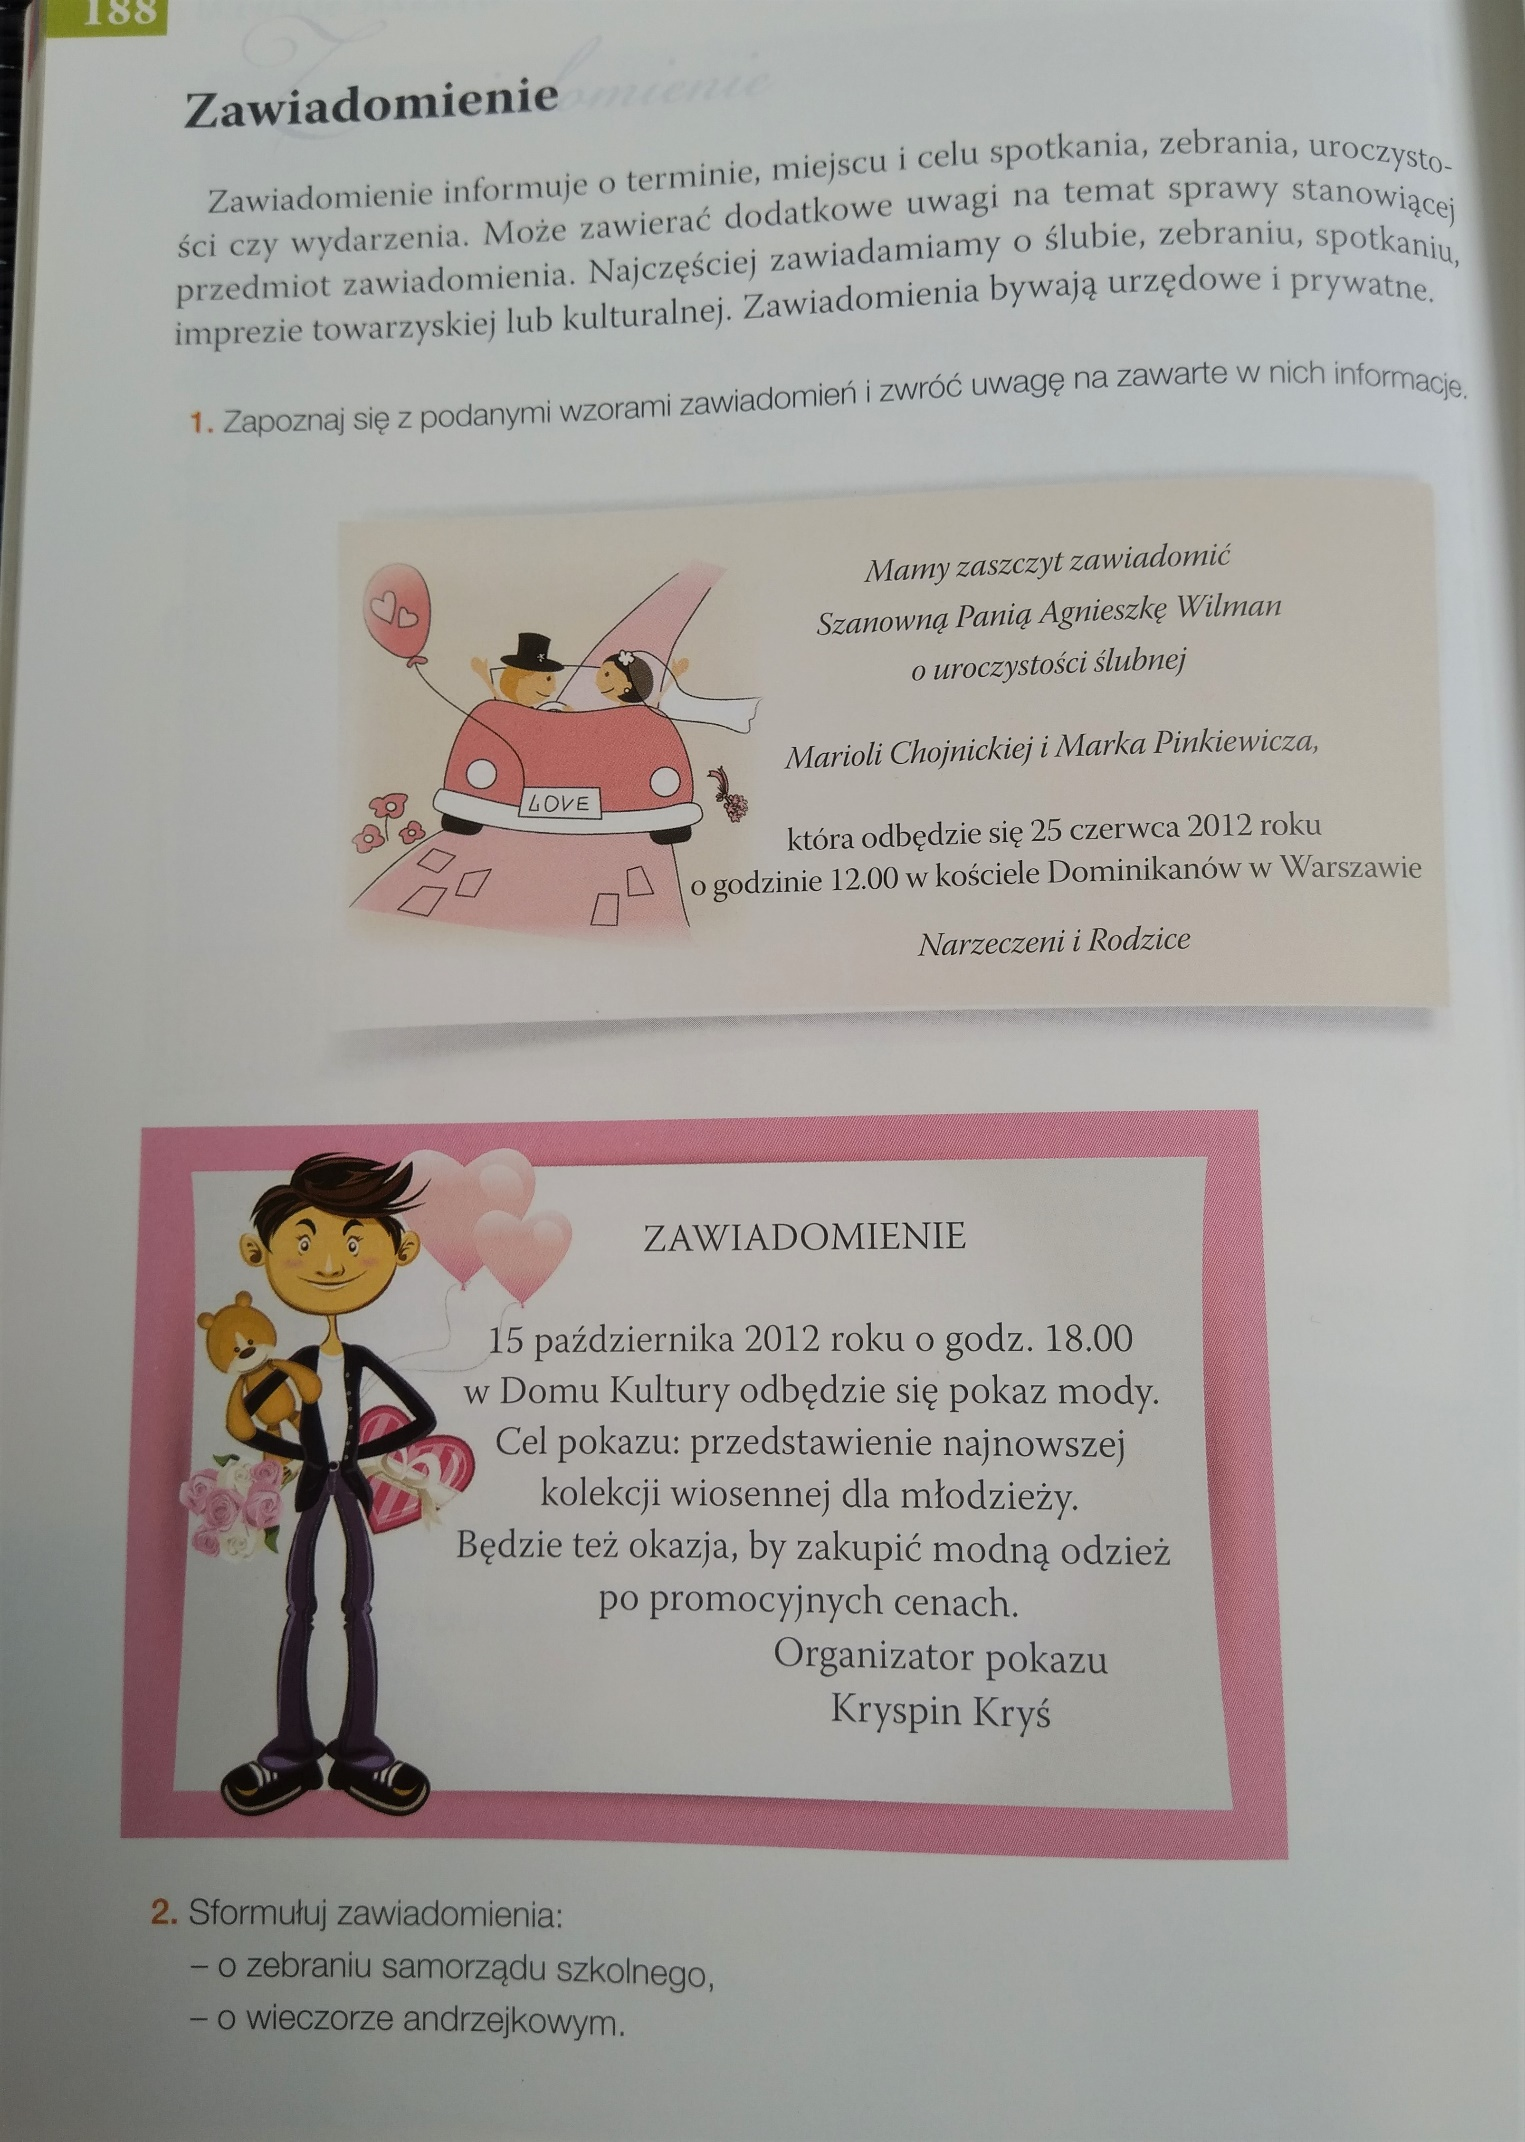 188
Zawiadomienie
Zawiadomienie informuje o terminie, miejscu i celu spotkania, zebrania, uroczysto-
ści czy wydarzenia. Może zawierać dodatkowe uwagi na temat sprawy stanowiącej
przedmiot zawiadomienia. Najczęściej zawiadamiamy o ślubie, zebraniu, spotkaniu,
imprezie towarzyskiej lub kulturalnej. Zawiadomienia bywają urzędowe i prywatne.
1. Zapoznaj się z podanymi wzorami zawiadomień i zwróć uwagę na zawarte w nich informacje.
Mamy zaszczyt zawiadomić
Szanowną Panią Agnieszkę Wilman
o uroczystości ślubnej
Marioli Chojnickiej i Marka Pinkiewicza,
która odbędzie się 25 czerwca 2012 roku
o godzinie 12.00 w kościele Dominikanów w Warszawie
Narzeczeni i Rodzice
LOVE
ZAWIADOMIENIE
15 października 2012 roku o godz. 18.00
w Domu Kultury odbędzie się pokaz mody.
Cel pokazu: przedstawienie najnowszej
kolekcji wiosennej dla młodzieży.
Będzie też okazja, by zakupić modną odzież
po promocyjnych cenach.
Organizator pokazu
Kryspin Kryś
2. Sformułuj zawiadomienia:
– o zebraniu samorządu szkolnego,
– o wieczorze andrzejkowym.